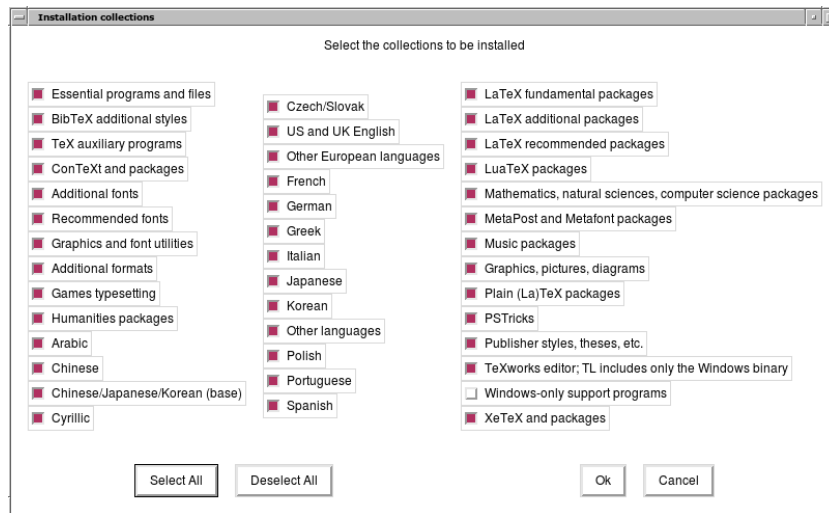 Installation collections
Select the collections to be installed
Essential programs and files
BibTeX additional styles
TeX auxiliary programs
ConTeXt and packages
Additional fonts
Recommended fonts
Graphics and font utilities
Additional formats
Games typesetting
Humanities packages
Arabic
Chinese
Chinese/Japanese/Korean (base)
Cyrillic
Czech/Slovak
US and UK English
Other European languages
French
German
Greek
Italian
Japanese
Korean
Other languages
Polish
Portuguese
Spanish
LaTeX fundamental packages
LaTeX additional packages
LaTeX recommended packages
LuaTeX packages
Mathematics, natural sciences, computer science packages
MetaPost and Metafont packages
Music packages
Graphics, pictures, diagrams
Plain (La)TeX packages
PSTricks
Publisher styles, theses, etc.
TeXworks editor; TL includes only the Windows binary
Windows-only support programs
XeTeX and packages
Select All
Deselect All
Ok
Cancel